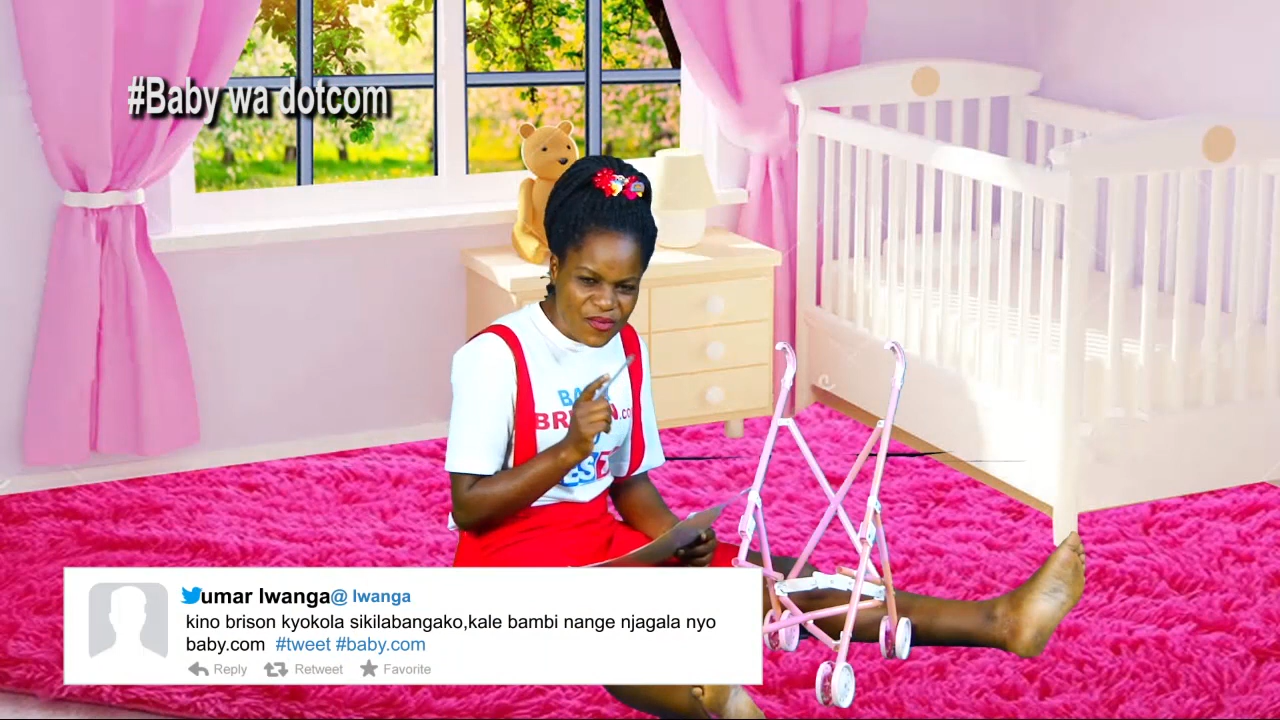 #Baby wa dotcom
umar lwanga@ lwanga
kino brison kyokola sikilabangako,kale bambi nange njagala nyo
baby.com #tweet #baby.com
Reply Retweet Favorite